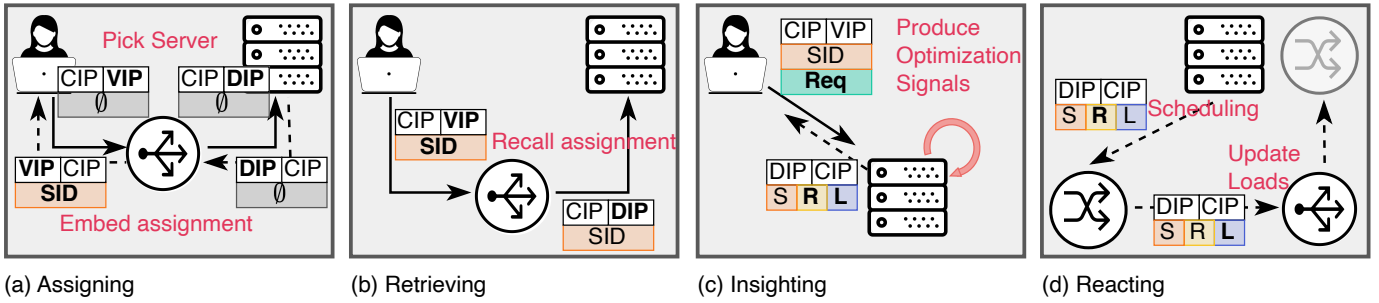 Pick Server
CIP VIP
∅
CIP DIP
∅
VIP CIP
SID
DIP CIP
∅
Embed assignment
(a) Assigning
CIP VIP
SID
Recall assignment
CIP DIP
SID
(b) Retrieving
CIP VIP
SID
Req
Produce
Optimization
Signals
DIP CIP
S R L
(c) Insighting
DIP CIP
S R L
Scheduling
Update
Loads
DIP CIP
S R L
(d) Reacting